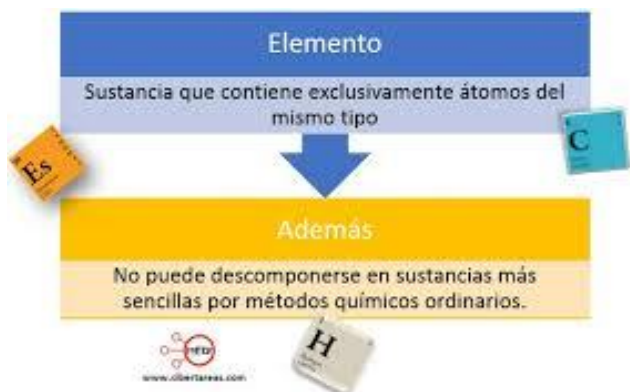 Elemento
Sustancia que contiene exclusivamente átomos del
mismo tipo
Es
C
Además
No puede descomponerse en sustancias más
sencillas por métodos químicos ordinarios.
H
www.cibertareas.com